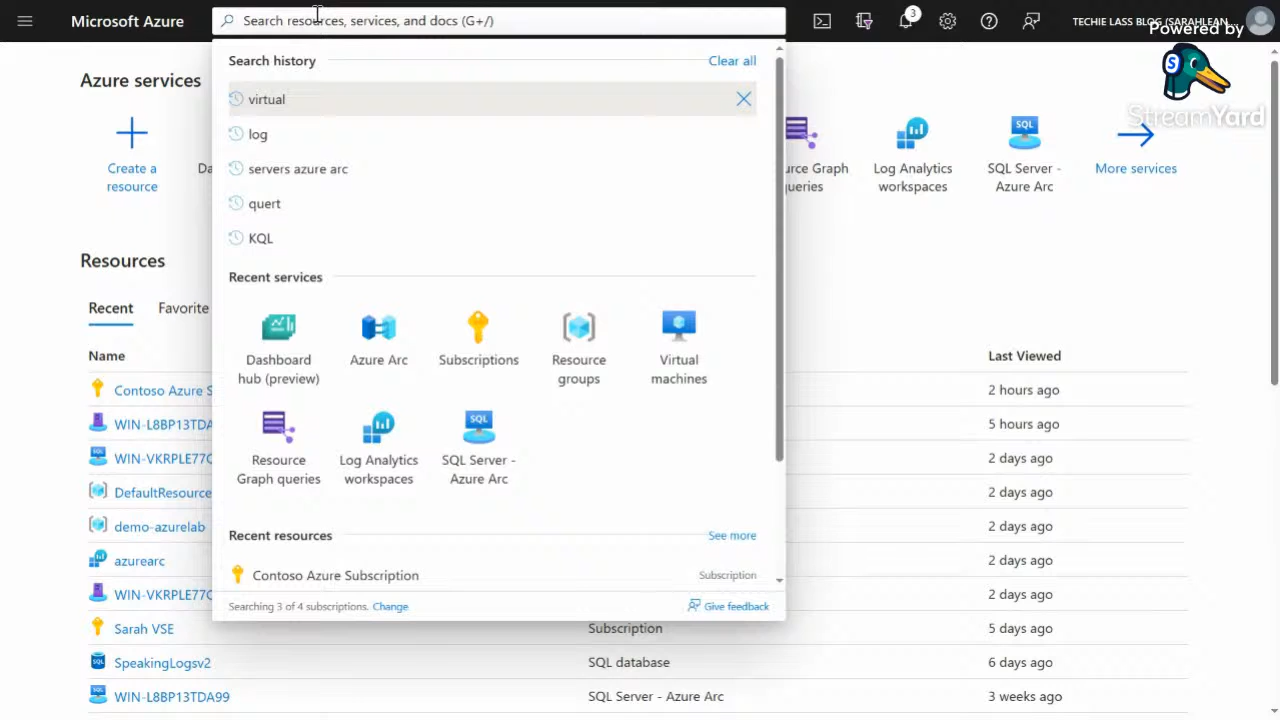 Microsoft Azure
Search resources, services, and docs (G+/)
3
TECHIE LASS BLOG (SARAHLEAN...
Powered by
StreamYard
S
Azure services
Create a resource
Da
urce Graph
queries
Log Analytics
workspaces
SQL Server -
Azure Arc
More services
Search history
Clear all
virtual
log
servers azure arc
quert
KQL
Recent services
Dashboard
hub (preview)
Azure Arc
Subscriptions
Resource
groups
Virtual
machines
Resource
Graph queries
Log Analytics
workspaces
SQL Server -
Azure Arc
Recent resources
See more
Contoso Azure Subscription
Subscription
Searching 3 of 4 subscriptions. Change
Give feedback
Resources
Recent
Favorite
Name
Last Viewed
Contoso Azure S
2 hours ago
WIN-L8BP13TDA
5 hours ago
WIN-VKRPLE77C
2 days ago
DefaultResource
2 days ago
demo-azurelab
2 days ago
azurearc
2 days ago
WIN-VKRPLE77C
2 days ago
Sarah VSE
Subscription
5 days ago
SpeakingLogsv2
SQL database
6 days ago
WIN-L8BP13TDA99
SQL Server - Azure Arc
3 weeks ago